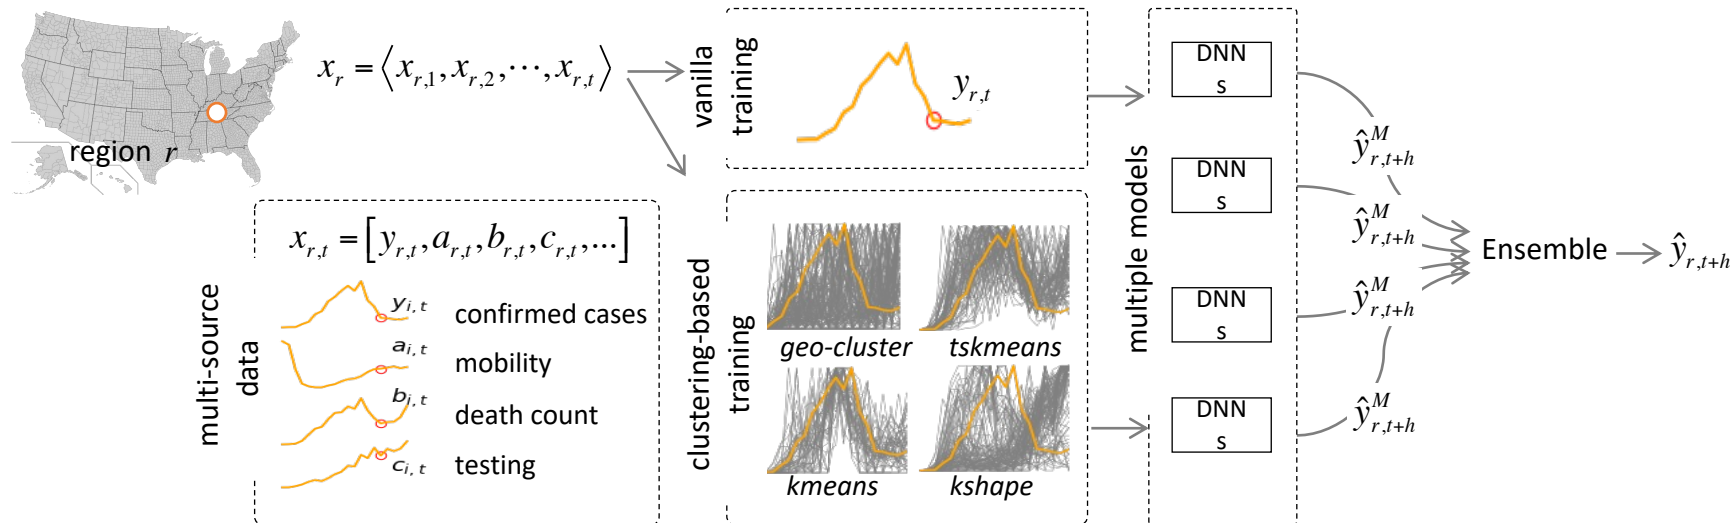 region r
x_r = ⟨x_{r,1}, x_{r,2}, ⋯, x_{r,t}⟩
multi-source
data
x_{r,t} = [y_{r,t}, a_{r,t}, b_{r,t}, c_{r,t}, ...]
y_{i,t}
confirmed cases
a_{i,t}
mobility
b_{i,t}
death count
c_{i,t}
testing
vanilla
training
y_{r,t}
clustering-based
training
geo-cluster
tskmeans
kmeans
kshape
multiple models
DNN
s
DNN
s
DNN
s
DNN
s
ŷ^M_{r,t+h}
ŷ^M_{r,t+h}
ŷ^M_{r,t+h}
ŷ^M_{r,t+h}
Ensemble
ŷ_{r,t+h}